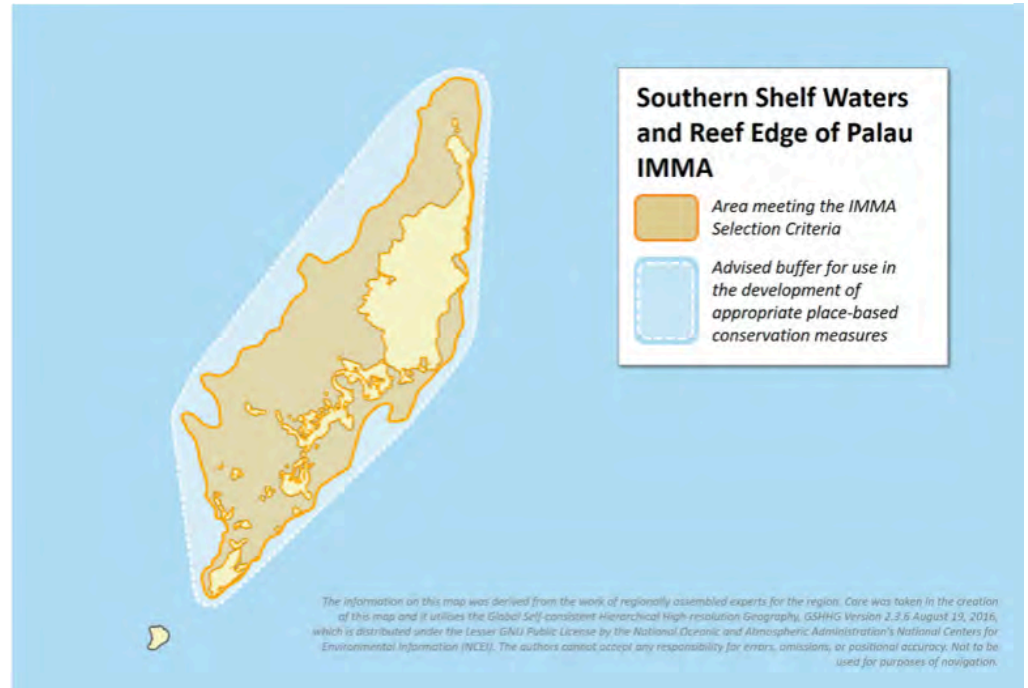 Southern Shelf Waters
and Reef Edge of Palau
IMMA
Area meeting the IMMA
Selection Criteria
Advised buffer for use in
the development of
appropriate place-based
conservation measures
The information on this map was derived from the work of regionally assembled experts for the region. Care was taken in the creation
of this map and it utilises the Global Self-consistent Hierarchical High-resolution Geography, GSHHG Version 2.3.6 August 19, 2016,
which is distributed under the Lesser GNU Public License by the National Oceanic and Atmospheric Administration's National Centers for
Environmental Information (NCEI). The authors cannot accept any responsibility for errors, omissions, or positional accuracy. Not to be
used for purposes of navigation.